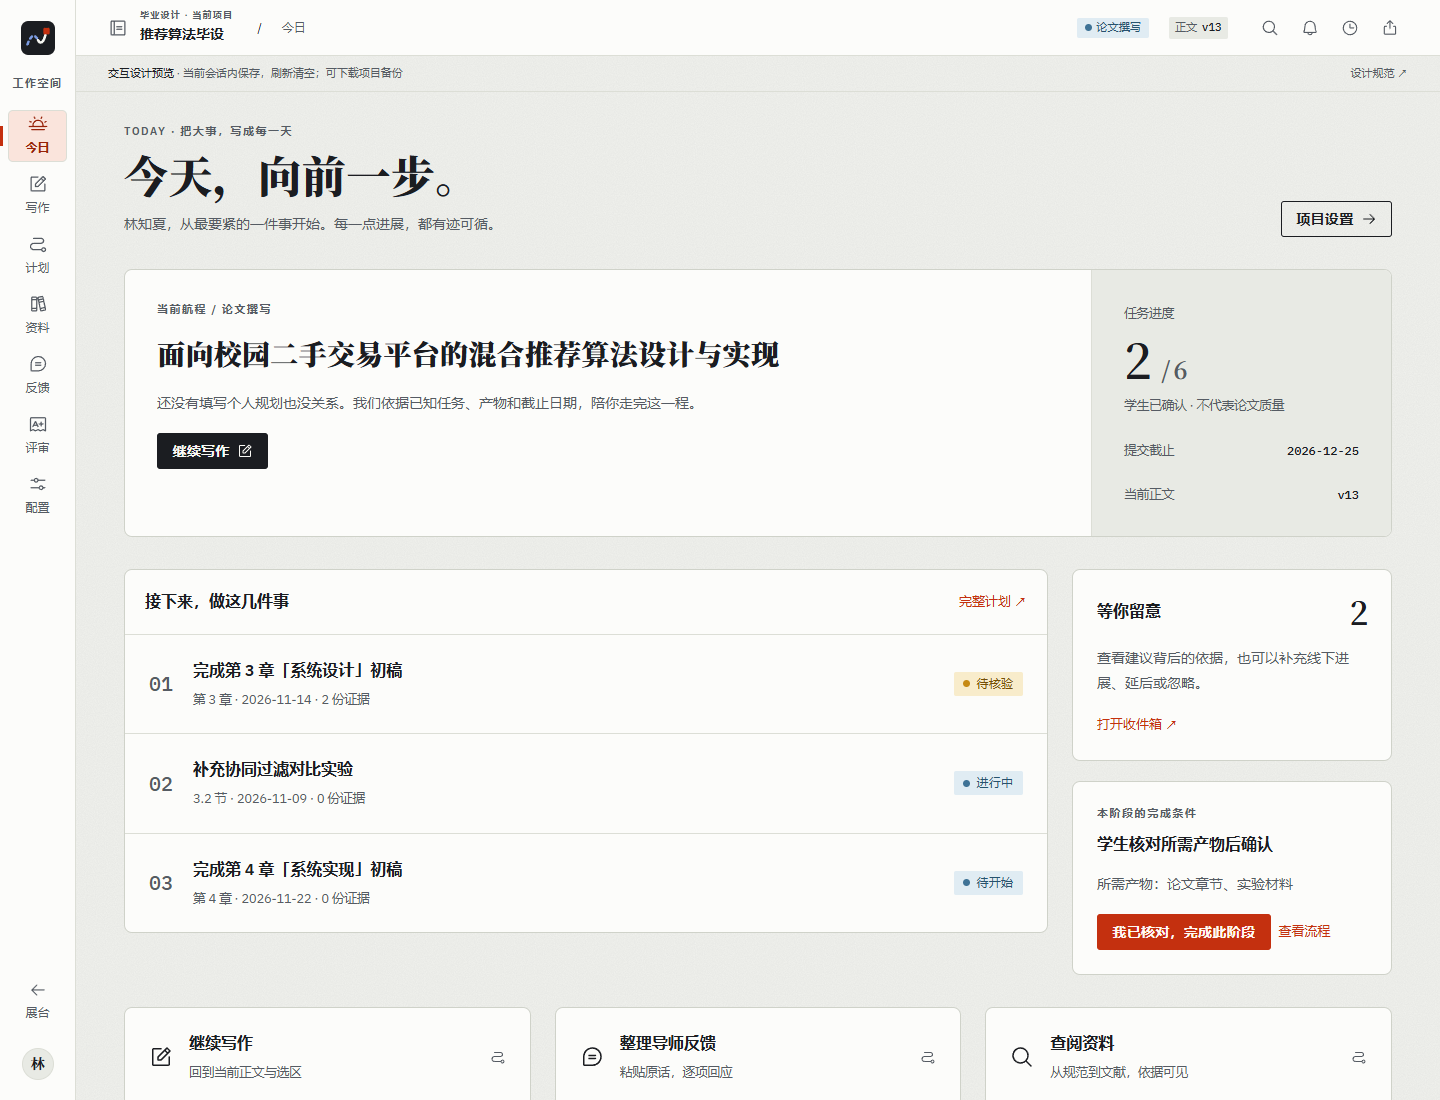 工作空间
今日
写作
计划
资料
反馈
评审
配置
展台
林
毕业设计 · 当前项目
推荐算法毕设
/
今日
论文撰写
正文 v13
交互设计预览 · 当前会话内保存，刷新清空；可下载项目备份
设计规范 ↗
TODAY · 把大事，写成每一天
今天，向前一步。
林知夏，从最要紧的一件事开始。每一点进展，都有迹可循。
项目设置 →
当前航程 / 论文撰写
面向校园二手交易平台的混合推荐算法设计与实现
还没有填写个人规划也没关系。我们依据已知任务、产物和截止日期，陪你走完这一程。
继续写作
任务进度
2 /6
学生已确认 · 不代表论文质量
提交截止 2026-12-25
当前正文 v13
接下来，做这几件事
完整计划 ↗
01
完成第 3 章「系统设计」初稿
第 3 章 · 2026-11-14 · 2 份证据
待核验
02
补充协同过滤对比实验
3.2 节 · 2026-11-09 · 0 份证据
进行中
03
完成第 4 章「系统实现」初稿
第 4 章 · 2026-11-22 · 0 份证据
待开始
等你留意
2
查看建议背后的依据，也可以补充线下进
展、延后或忽略。
打开收件箱 ↗
本阶段的完成条件
学生核对所需产物后确认
所需产物：论文章节、实验材料
我已核对，完成此阶段
查看流程
继续写作
回到当前正文与选区
整理导师反馈
粘贴原话，逐项回应
查阅资料
从规范到文献，依据可见